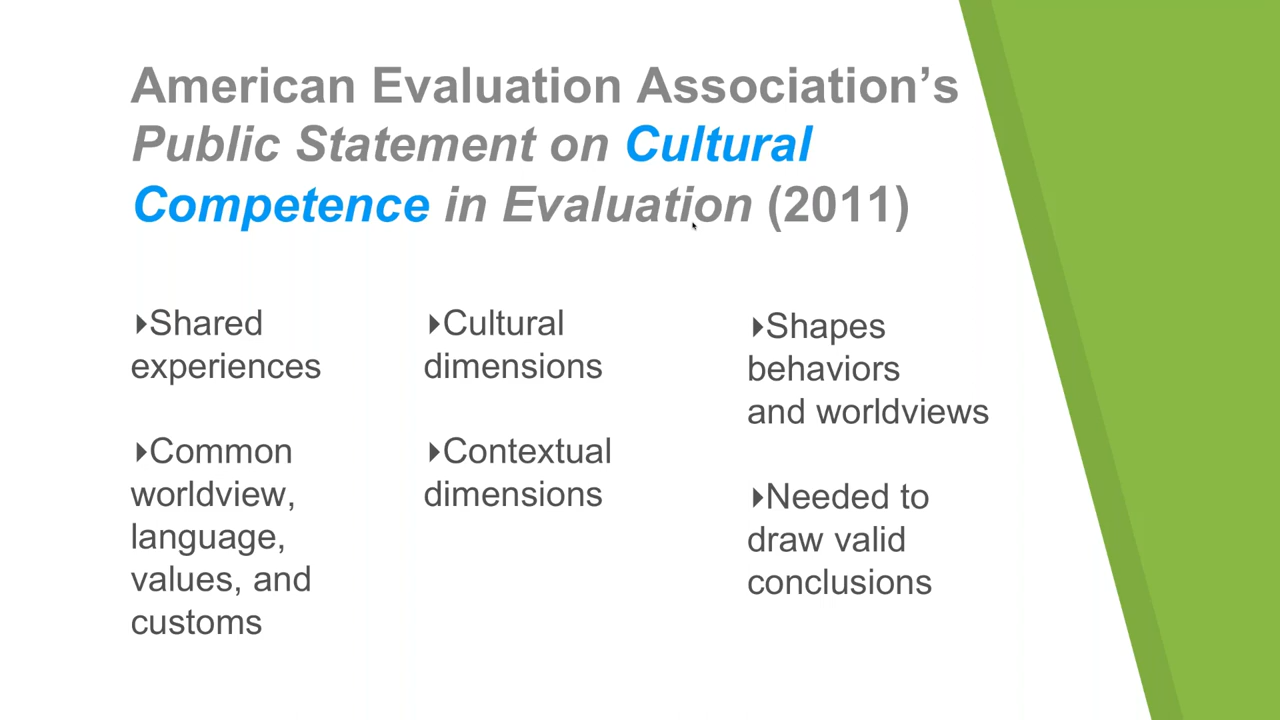 American Evaluation Association’s
Public Statement on Cultural
Competence in Evaluation (2011)
Shared
experiences
Common
worldview,
language,
values, and
customs
Cultural
dimensions
Contextual
dimensions
Shapes
behaviors
and worldviews
Needed to
draw valid
conclusions